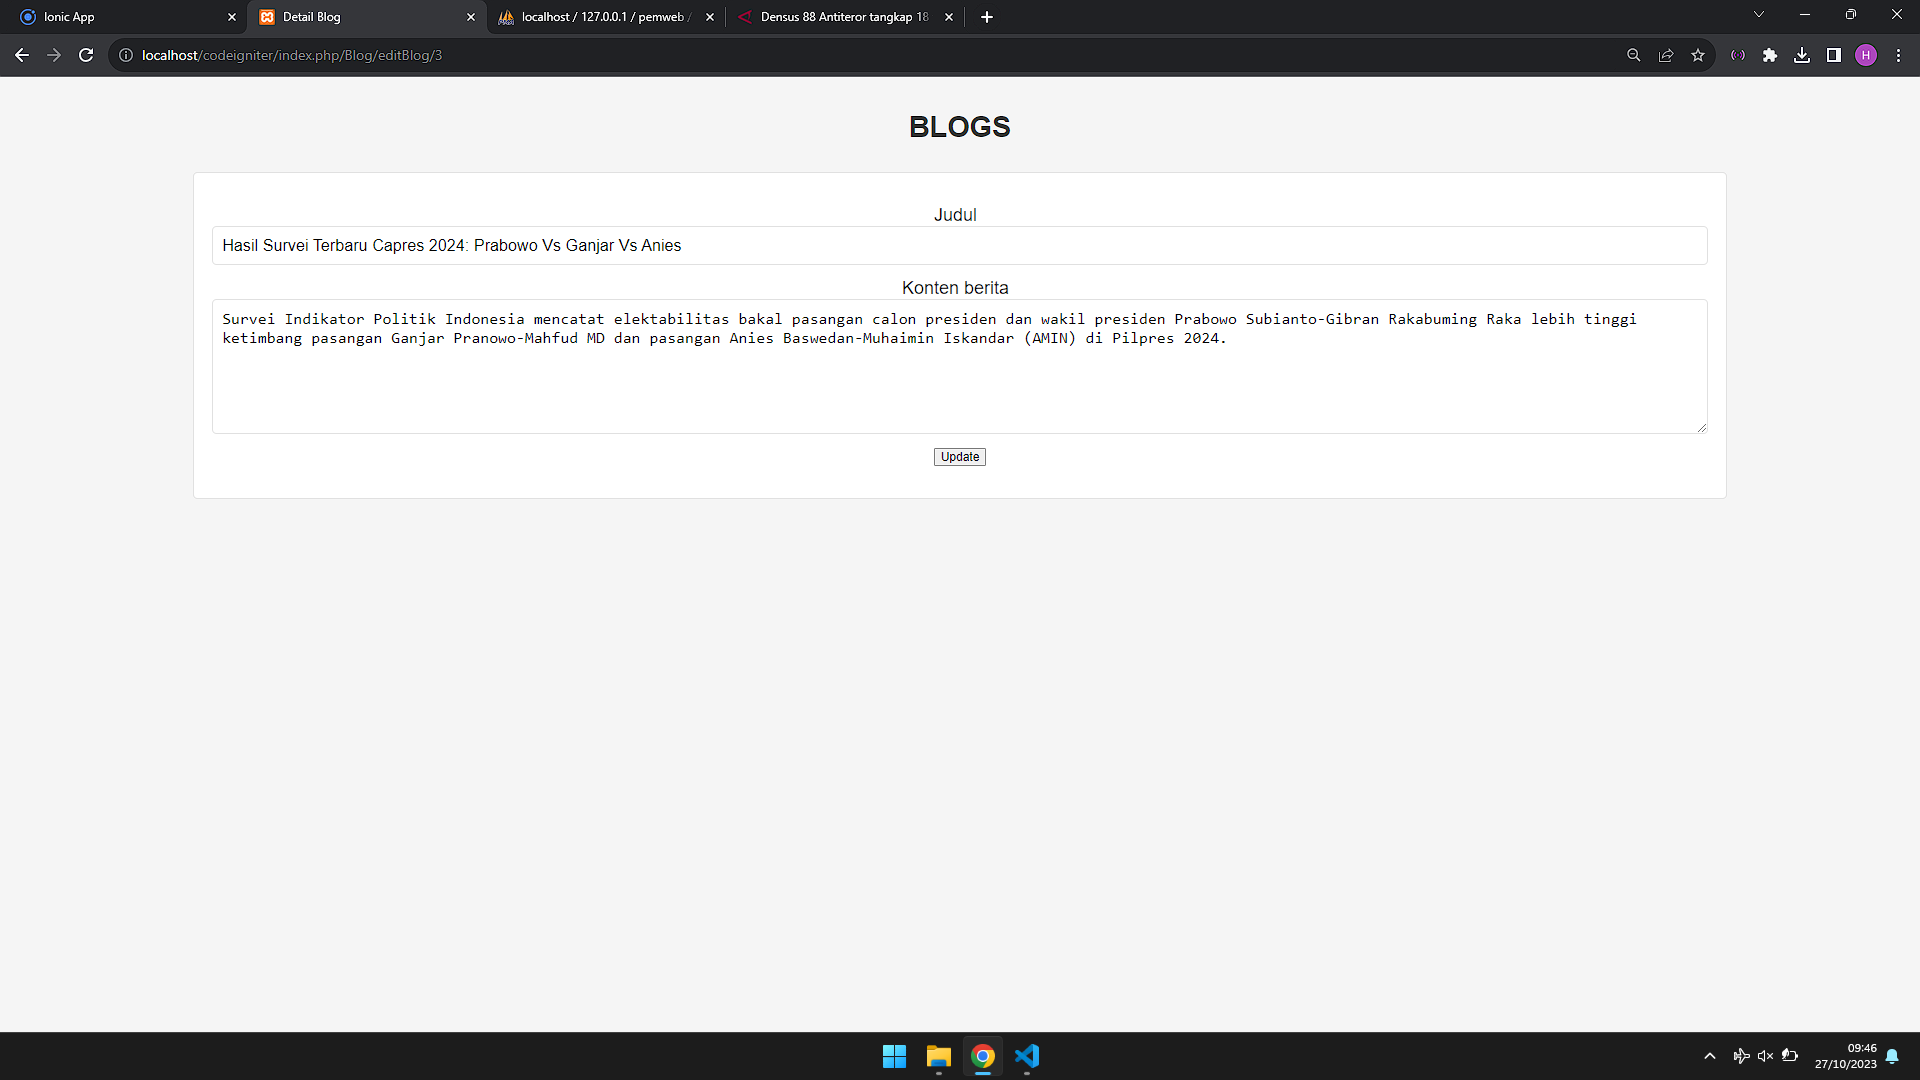 Ionic App
Detail Blog
localhost / 127.0.0.1 / pemweb /
Densus 88 Antiteror tangkap 18
localhost/codeigniter/index.php/Blog/editBlog/3
H
BLOGS
Judul
Hasil Survei Terbaru Capres 2024: Prabowo Vs Ganjar Vs Anies
Konten berita
Survei Indikator Politik Indonesia mencatat elektabilitas bakal pasangan calon presiden dan wakil presiden Prabowo Subianto-Gibran Rakabuming Raka lebih tinggi
ketimbang pasangan Ganjar Pranowo-Mahfud MD dan pasangan Anies Baswedan-Muhaimin Iskandar (AMIN) di Pilpres 2024.
Update
09:46
27/10/2023